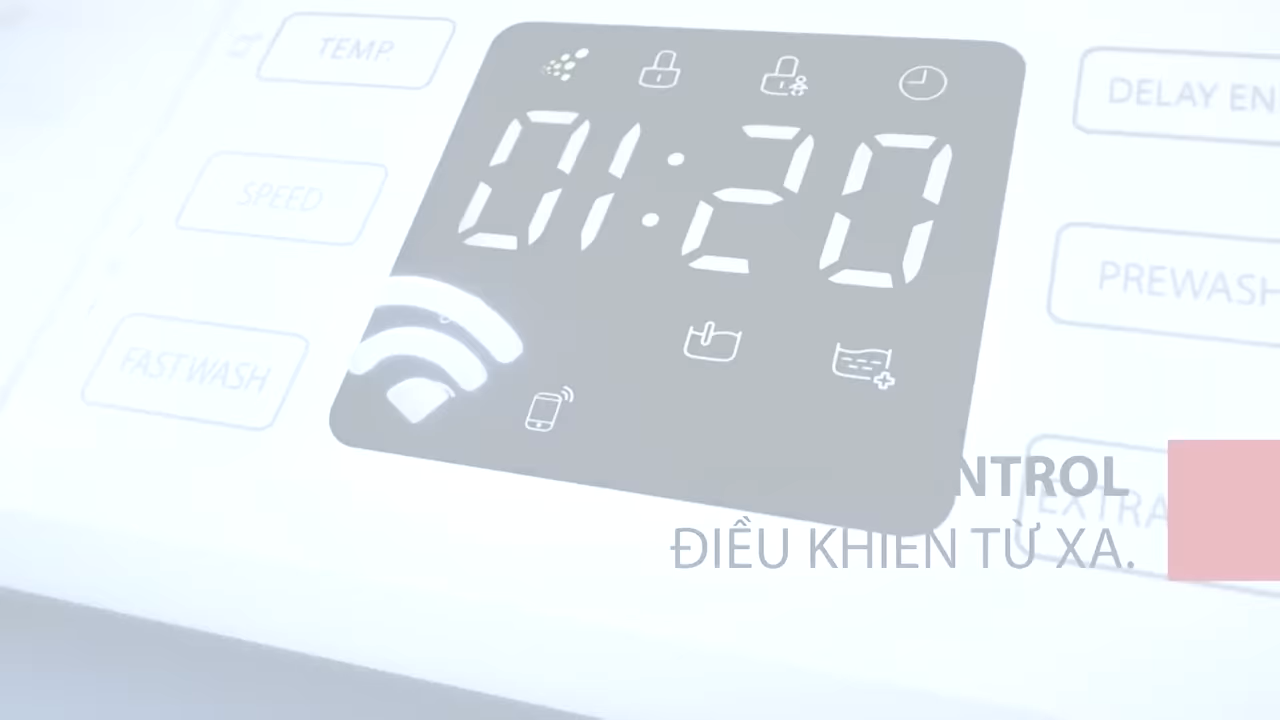 TEMP.
01:20
DELAY EN
SPEED
PREWASH
FAST WASH
NTROL
EXTRA
ĐIỀU KHIỂN TỪ XA.